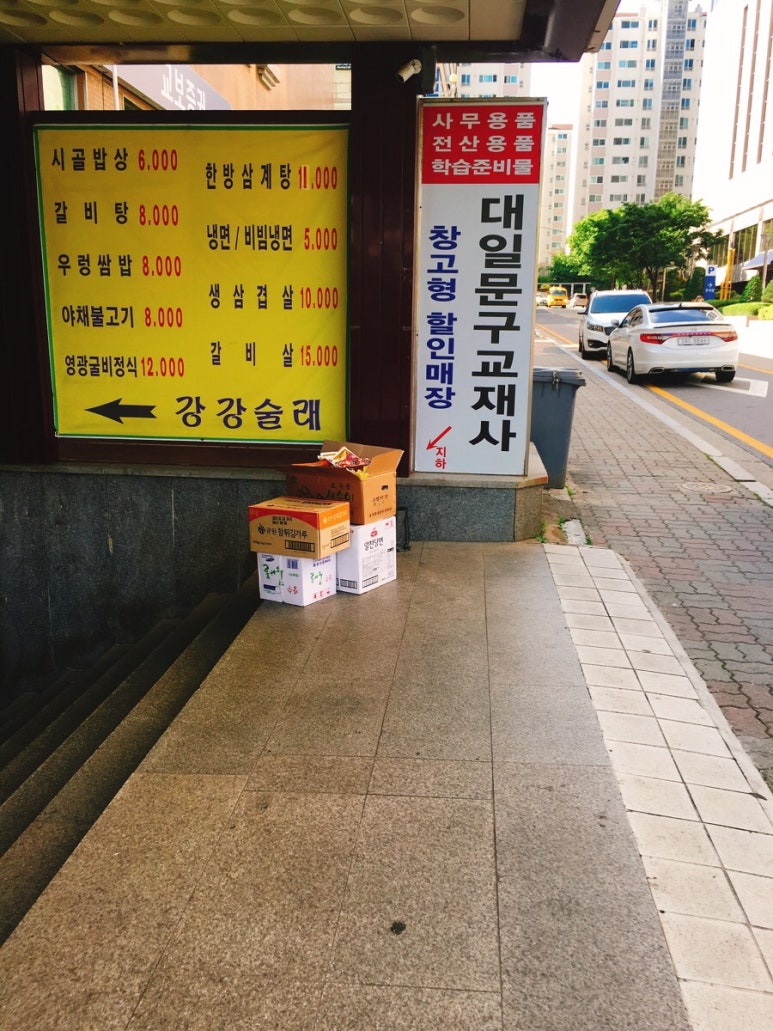 교보증권
시골밥상 6.000
갈비탕 8.000
우렁쌈밥 8.000
야채불고기 8.000
영광굴비정식 12.000
한방삼계탕 11.000
냉면/비빔냉면 5.000
생삼겹살 10.000
갈비살 15.000
강강술래
사무용품
전산용품
학습준비물
대일문구교재사
창고형 할인매장
지하
P